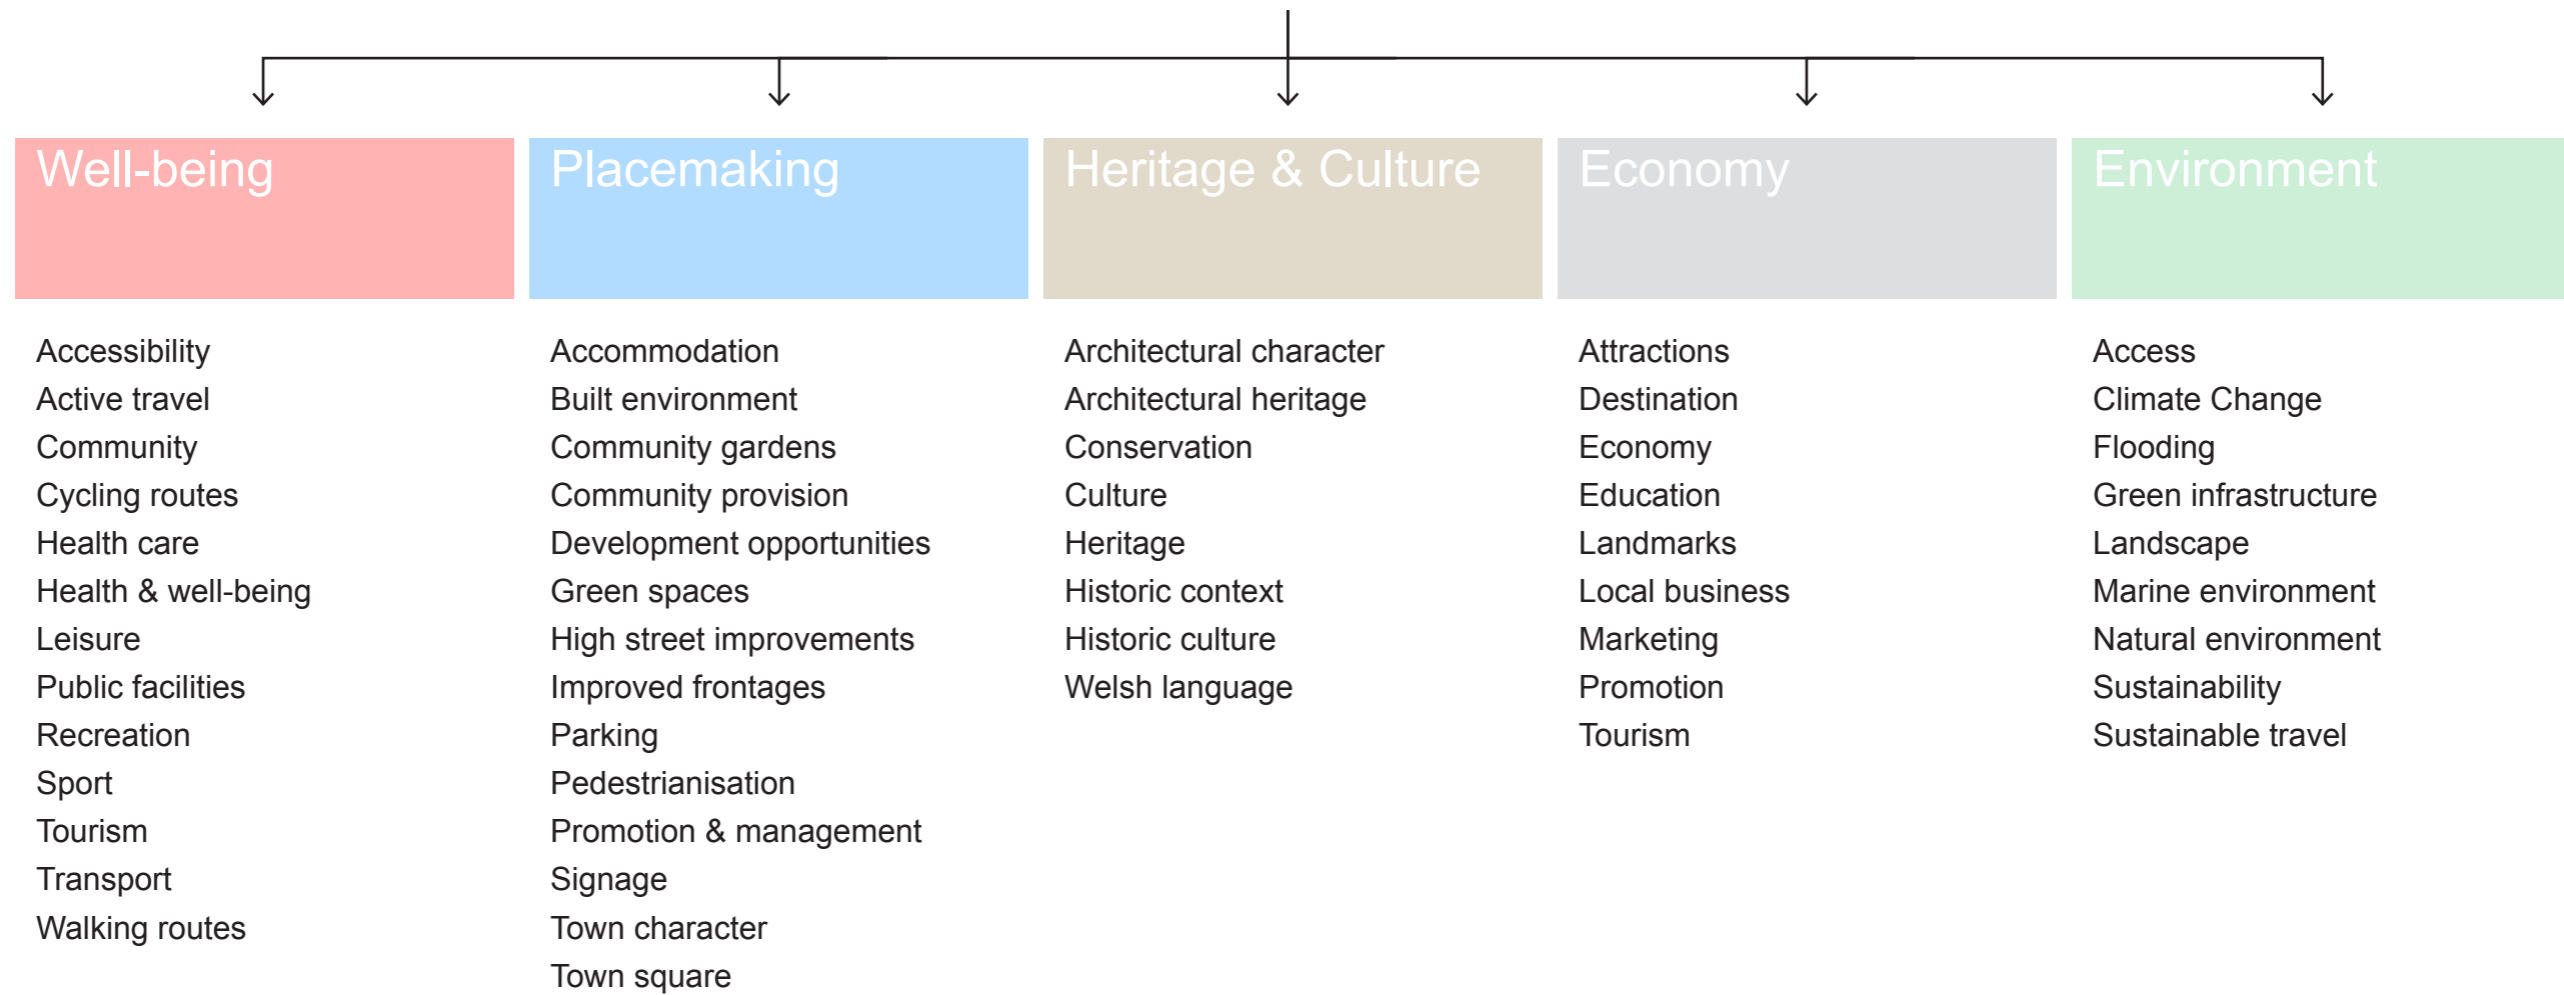 Well-being
Accessibility
Active travel
Community
Cycling routes
Health care
Health & well-being
Leisure
Public facilities
Recreation
Sport
Tourism
Transport
Walking routes
Placemaking
Accommodation
Built environment
Community gardens
Community provision
Development opportunities
Green spaces
High street improvements
Improved frontages
Parking
Pedestrianisation
Promotion & management
Signage
Town character
Town square
Heritage & Culture
Architectural character
Architectural heritage
Conservation
Culture
Heritage
Historic context
Historic culture
Welsh language
Economy
Attractions
Destination
Economy
Education
Landmarks
Local business
Marketing
Promotion
Tourism
Environment
Access
Climate Change
Flooding
Green infrastructure
Landscape
Marine environment
Natural environment
Sustainability
Sustainable travel